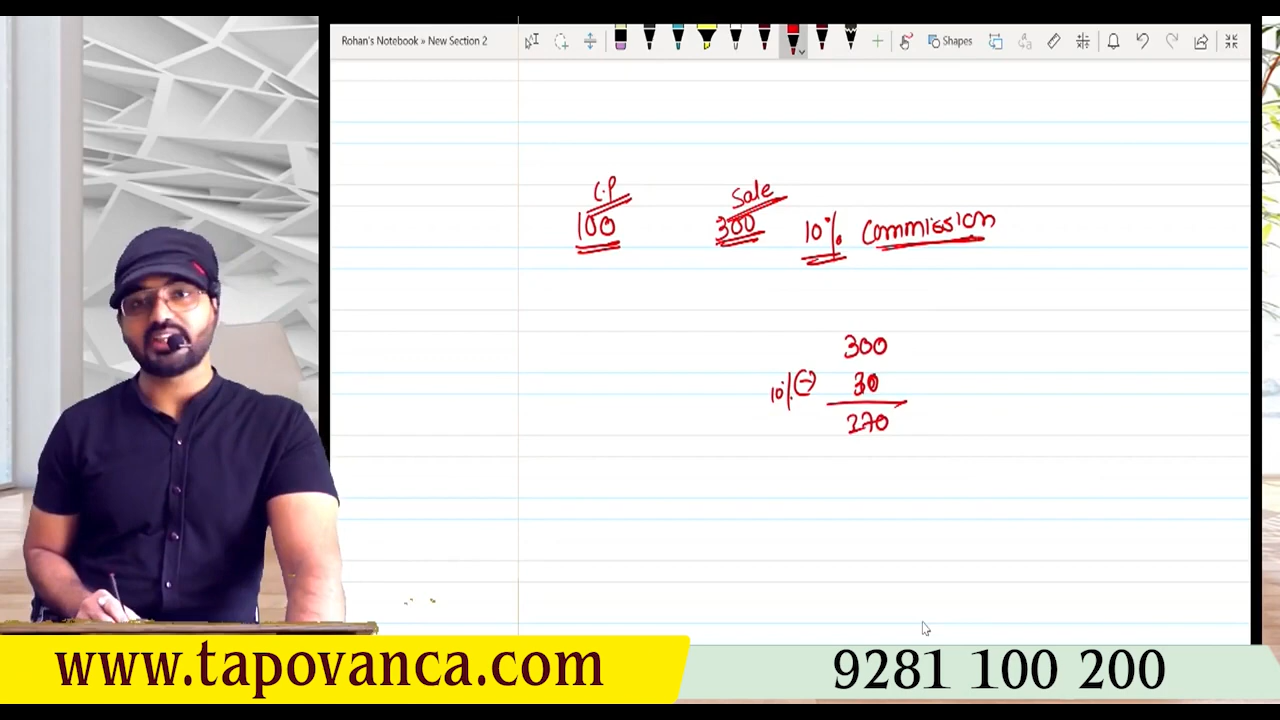 Rohan's Notebook » New Section 2
Shapes
C.P Sale
100 300 10% Commission
300
10% (-) 30
270
www.tapovanca.com
9281 100 200